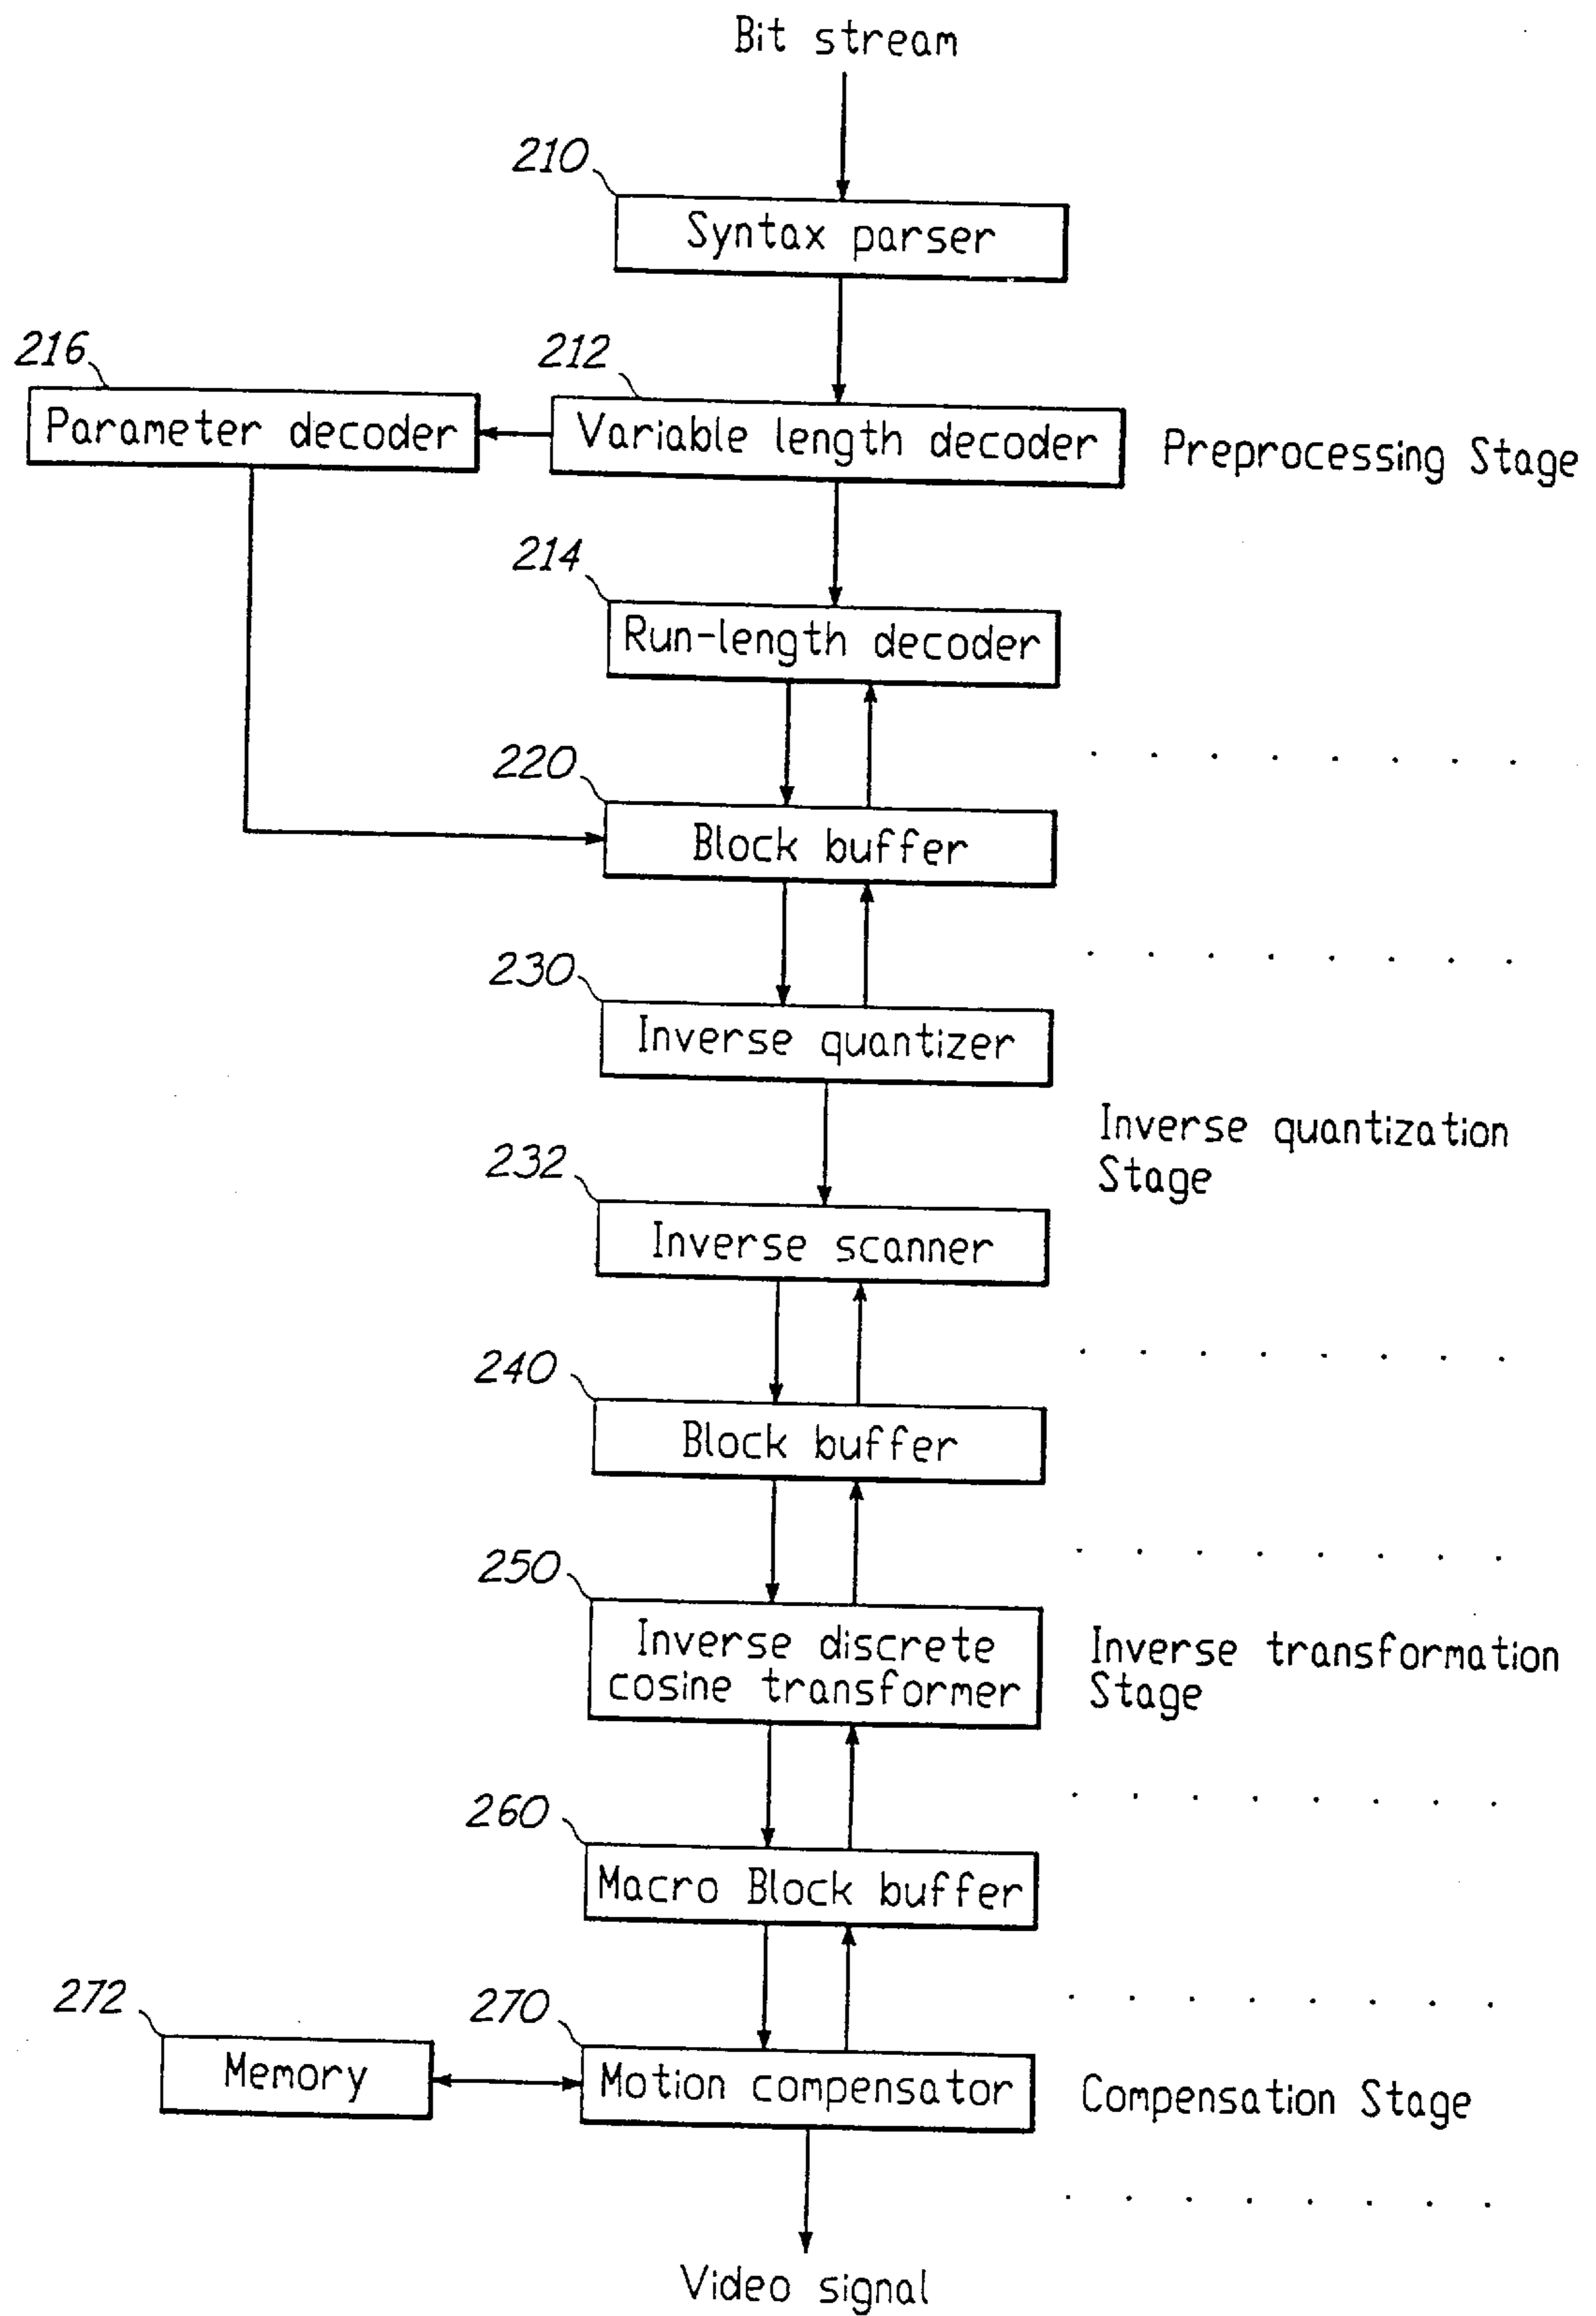 Bit stream
210
Syntax parser
216
212
Parameter decoder
Variable length decoder
Preprocessing Stage
214
Run-length decoder
220
Block buffer
230
Inverse quantizer
Inverse quantization
Stage
232
Inverse scanner
240
Block buffer
250
Inverse discrete
cosine transformer
Inverse transformation
Stage
260
Macro Block buffer
272
270
Memory
Motion compensator
Compensation Stage
Video signal